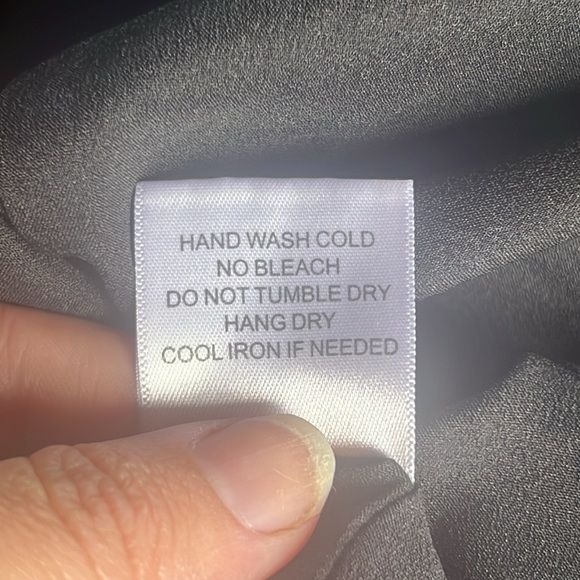 HAND WASH COLD
NO BLEACH
DO NOT TUMBLE DRY
HANG DRY
COOL IRON IF NEEDED